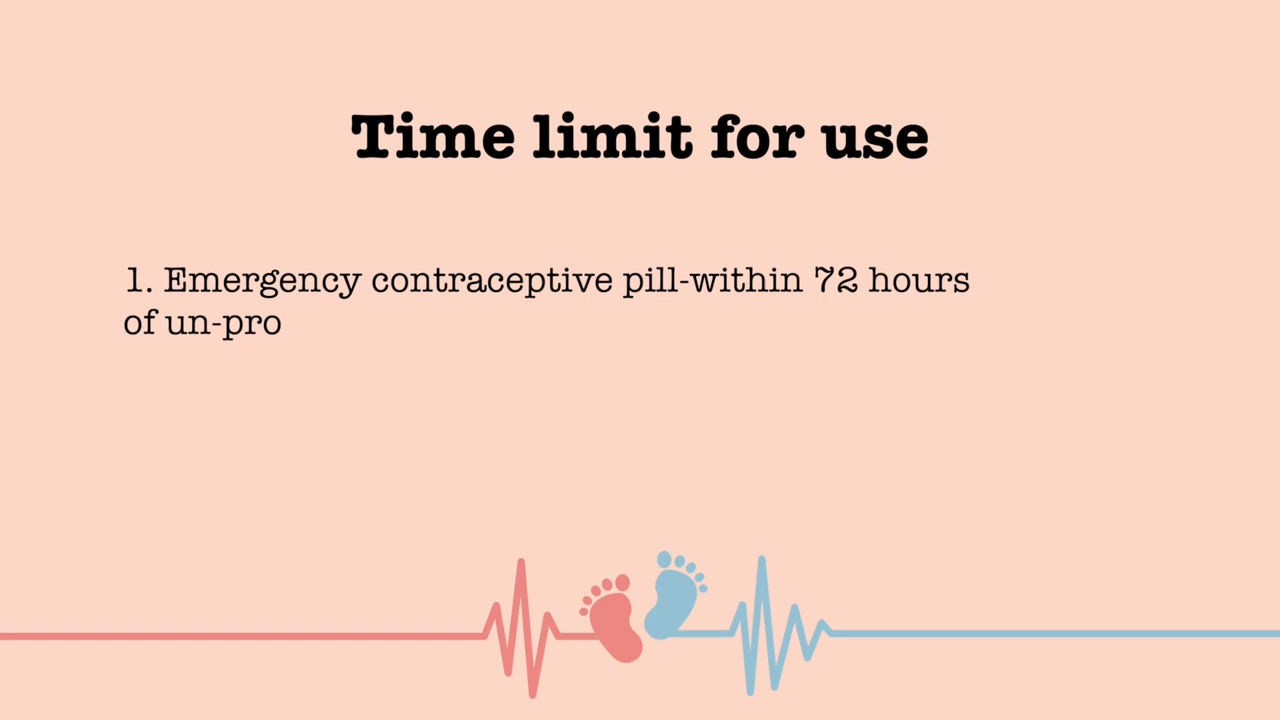 Time limit for use
1. Emergency contraceptive pill-within 72 hours
of un-pro